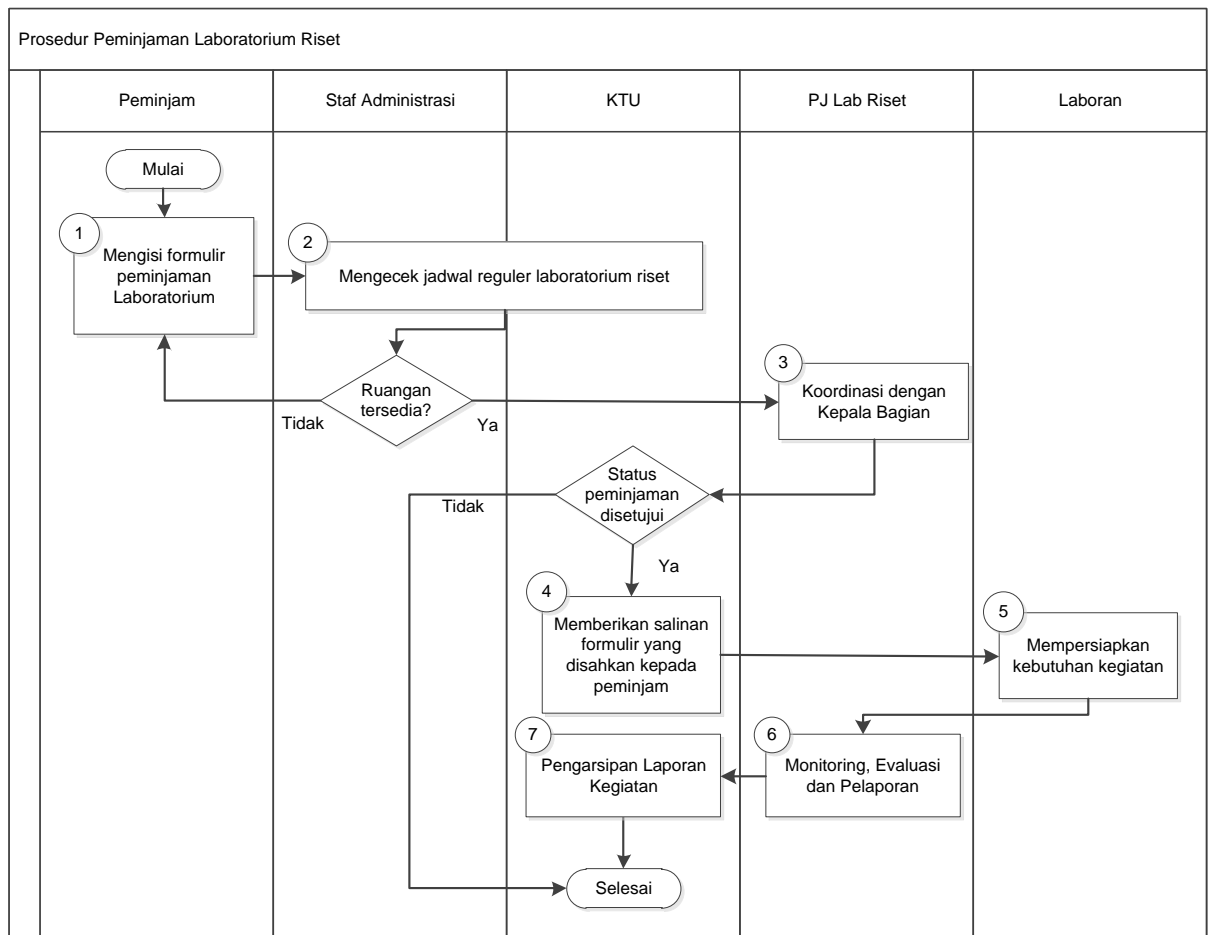 Prosedur Peminjaman Laboratorium Riset
Peminjam
Staf Administrasi
KTU
PJ Lab Riset
Laboran
Mulai
1
Mengisi formulir
peminjaman
Laboratorium
2
Mengecek jadwal reguler laboratorium riset
Ruangan
tersedia?
Tidak
Ya
3
Koordinasi dengan
Kepala Bagian
Status
peminjaman
disetujui
Tidak
Ya
4
Memberikan salinan
formulir yang
disahkan kepada
peminjam
5
Mempersiapkan
kebutuhan kegiatan
6
Monitoring, Evaluasi
dan Pelaporan
7
Pengarsipan Laporan
Kegiatan
Selesai